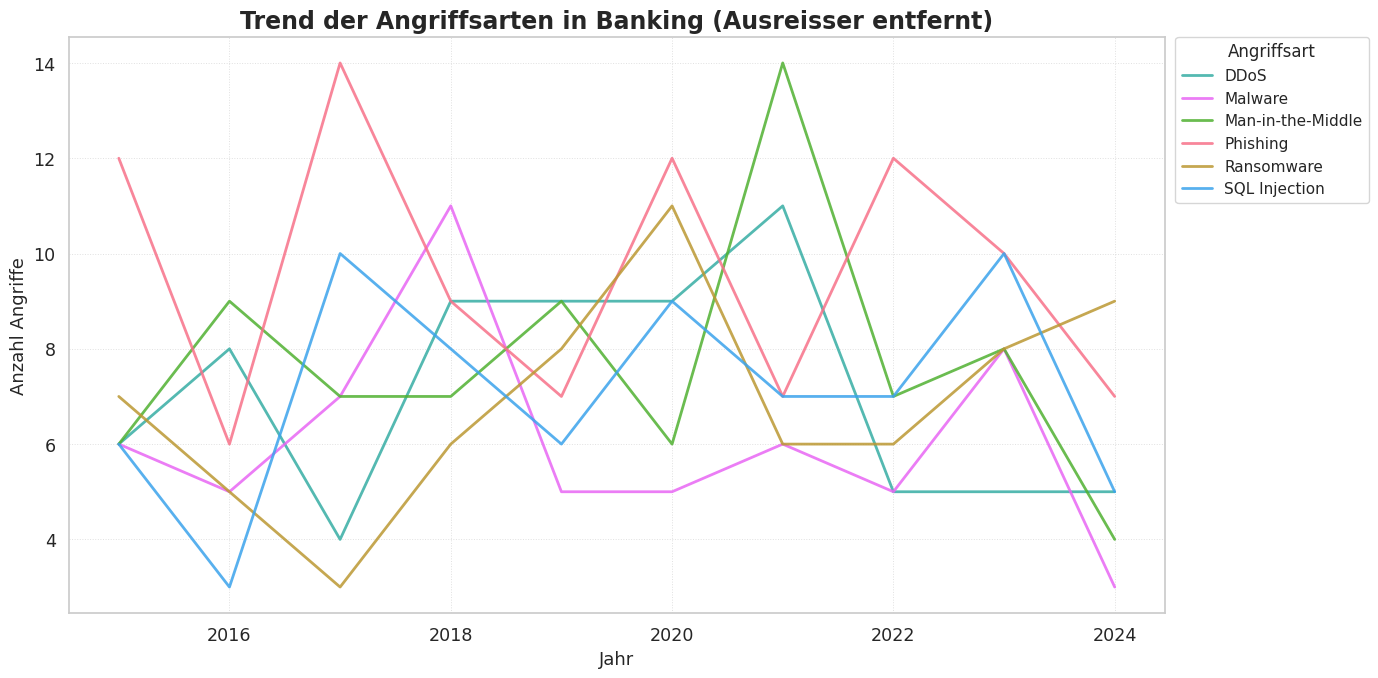 Trend der Angriffsarten in Banking (Ausreisser entfernt)
Anzahl Angriffe
14
12
10
8
6
4
2016
2018
2020
2022
2024
Jahr
Angriffsart
DDoS
Malware
Man-in-the-Middle
Phishing
Ransomware
SQL Injection